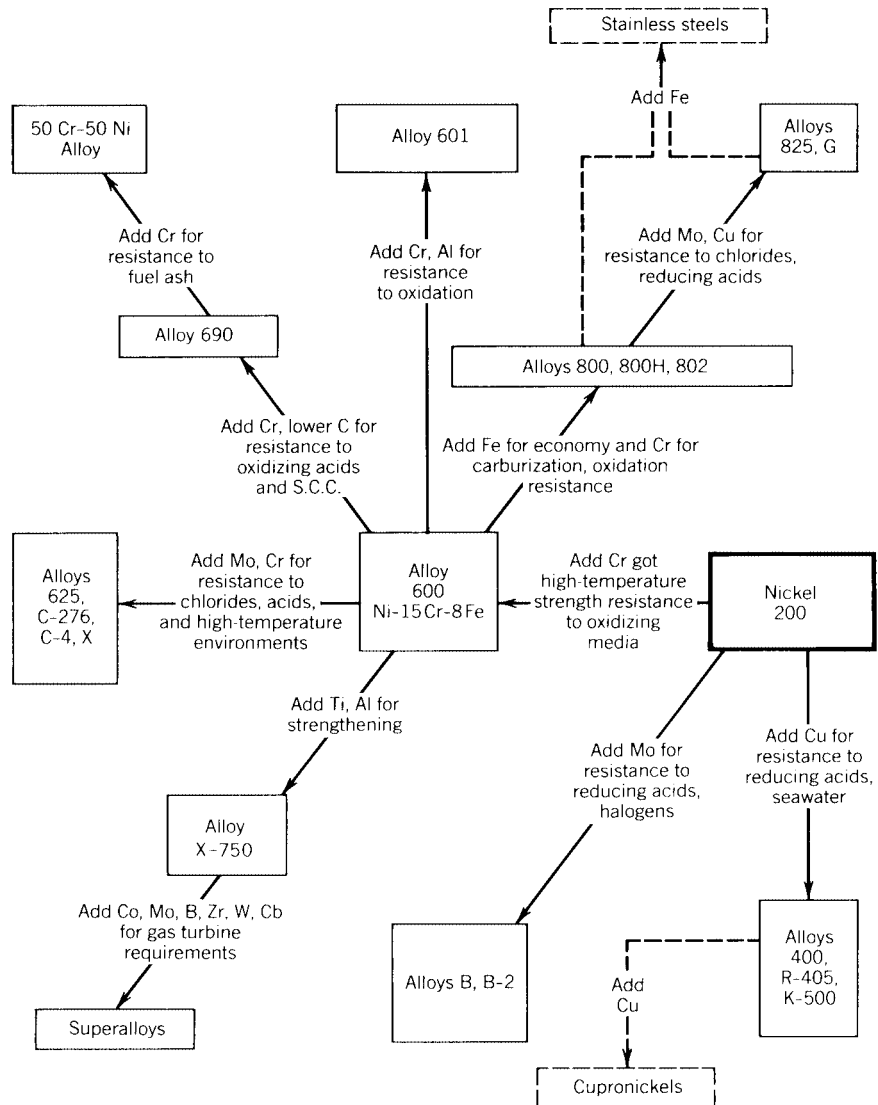 Stainless steels
Add Fe
50 Cr-50 Ni
Alloy
Alloy 601
Alloys
825, G
Add Cr for
resistance to
fuel ash
Add Cr, Al for
resistance
to oxidation
Add Mo, Cu for
resistance to chlorides,
reducing acids
Alloy 690
Alloys 800, 800H, 802
Add Cr, lower C for
resistance to
oxidizing acids
and S.C.C.
Add Fe for economy and Cr for
carburization, oxidation
resistance
Alloys
625,
C-276,
C-4, X
Add Mo, Cr for
resistance to
chlorides, acids,
and high-temperature
environments
Alloy
600
Ni-15Cr-8Fe
Add Cr got
high-temperature
strength resistance
to oxidizing
media
Nickel
200
Add Ti, Al for
strengthening
Add Mo for
resistance to
reducing acids,
halogens
Add Cu for
resistance to
reducing acids,
seawater
Alloy
X-750
Add Co, Mo, B, Zr, W, Cb
for gas turbine
requirements
Superalloys
Alloys B, B-2
Alloys
400,
R-405,
K-500
Add
Cu
Cupronickels